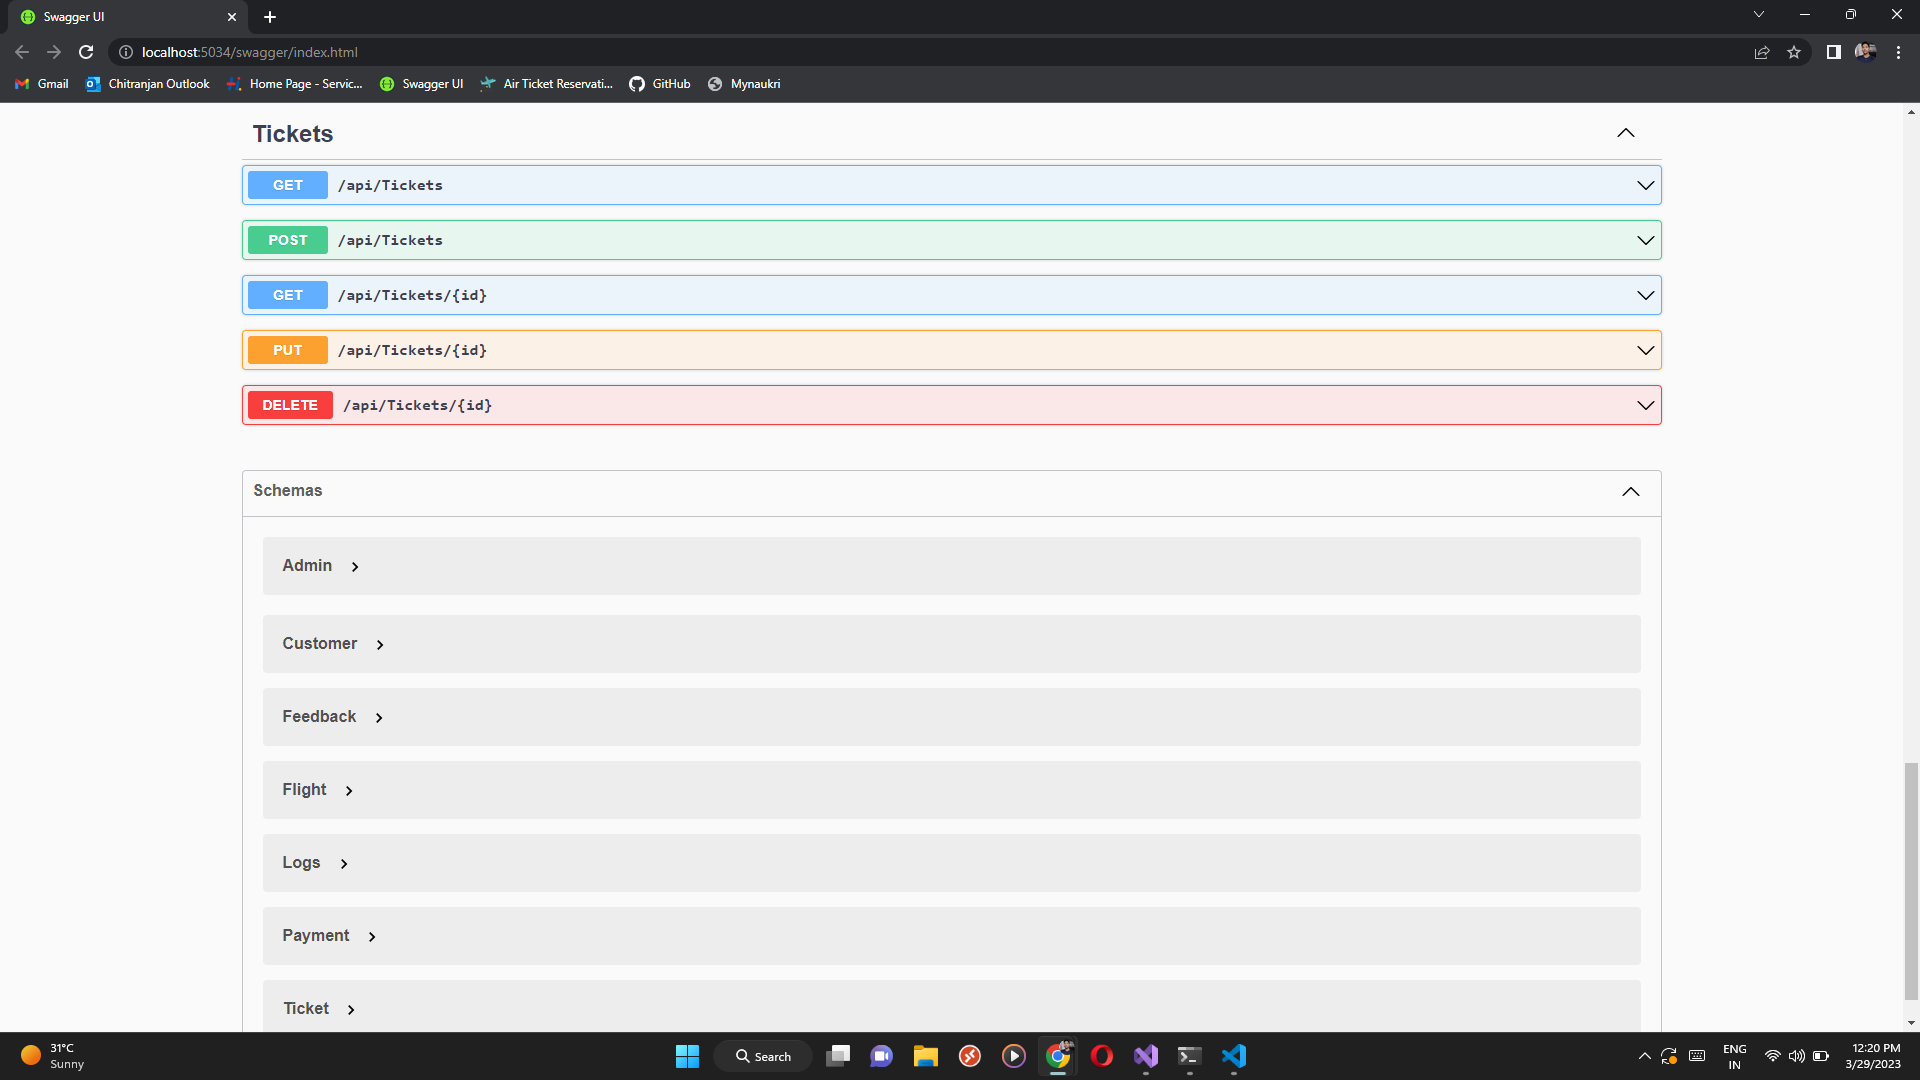 Swagger UI
localhost:5034/swagger/index.html
Gmail
Chitranjan Outlook
Home Page - Servic...
Swagger UI
Air Ticket Reservati...
GitHub
Mynaukri
Tickets
GET /api/Tickets
POST /api/Tickets
GET /api/Tickets/{id}
PUT /api/Tickets/{id}
DELETE /api/Tickets/{id}
Schemas
Admin
Customer
Feedback
Flight
Logs
Payment
Ticket
31°C
Sunny
Search
ENG
IN
12:20 PM
3/29/2023